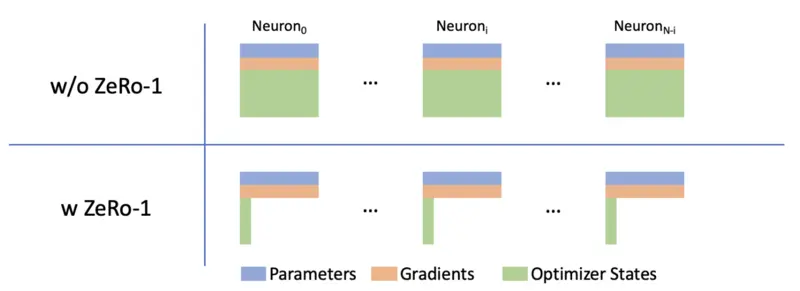 Neuron0 Neuroni NeuronN-i
w/o ZeRo-1
... ...
w ZeRo-1
... ...
Parameters Gradients Optimizer States